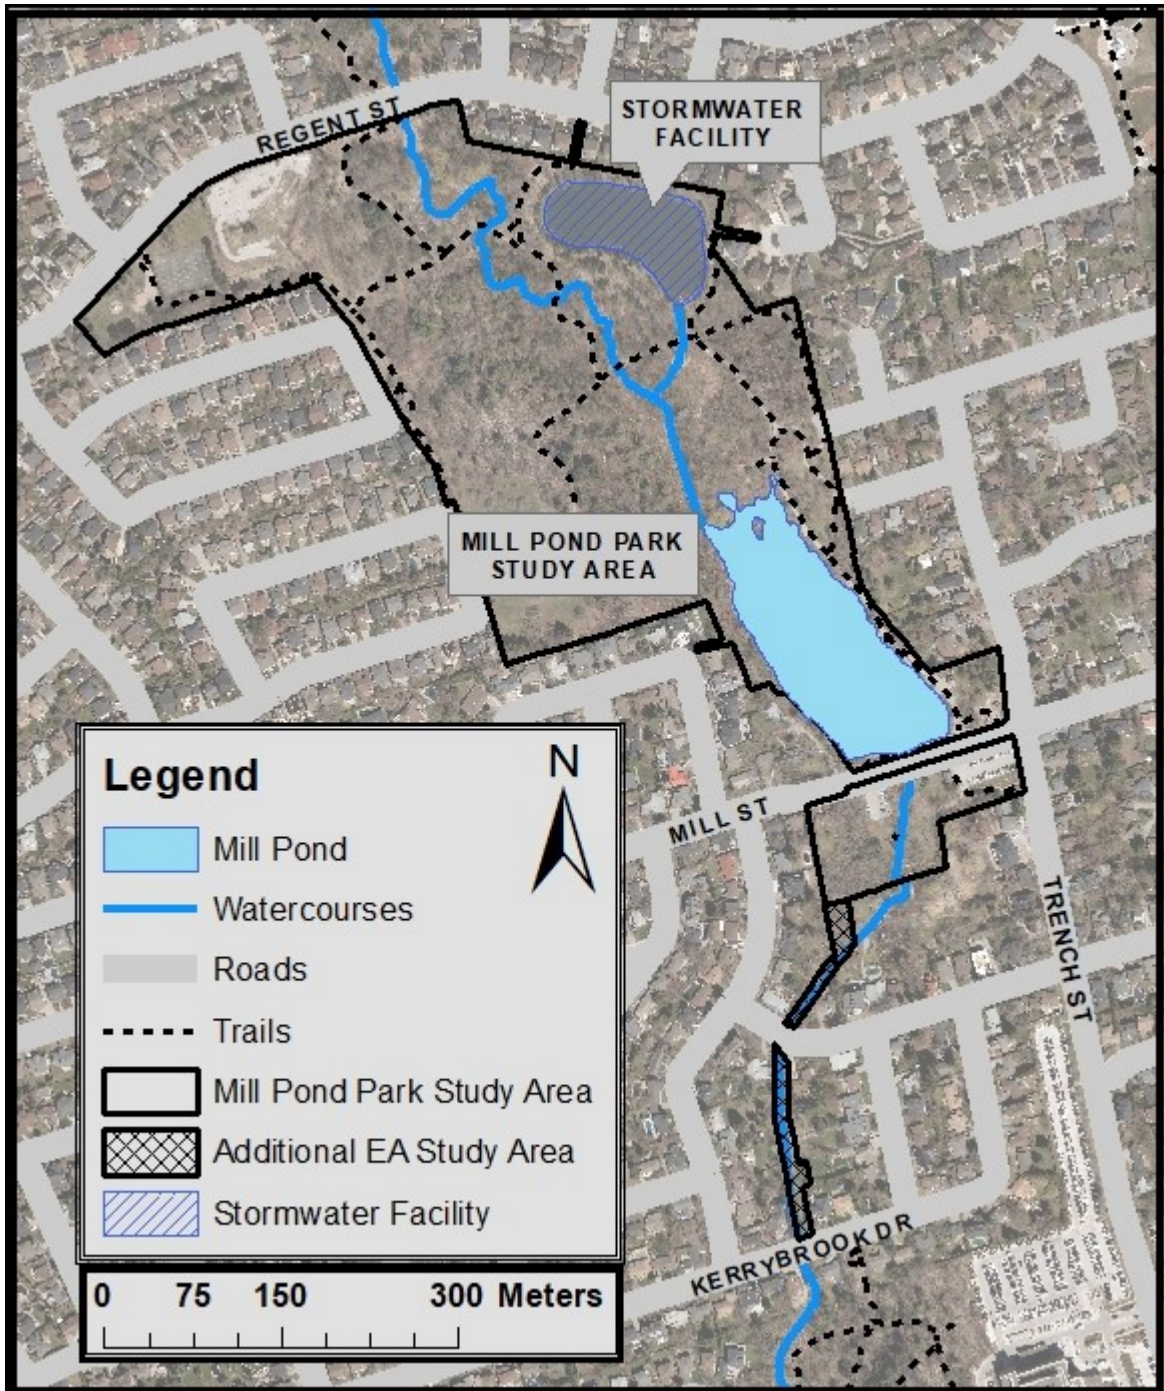 REGENT ST
STORMWATER
FACILITY
MILL POND PARK
STUDY AREA
MILL ST
TRENCH ST
KERRYBROOK DR
Legend
N
Mill Pond
Watercourses
Roads
Trails
Mill Pond Park Study Area
Additional EA Study Area
Stormwater Facility
0 75 150 300 Meters